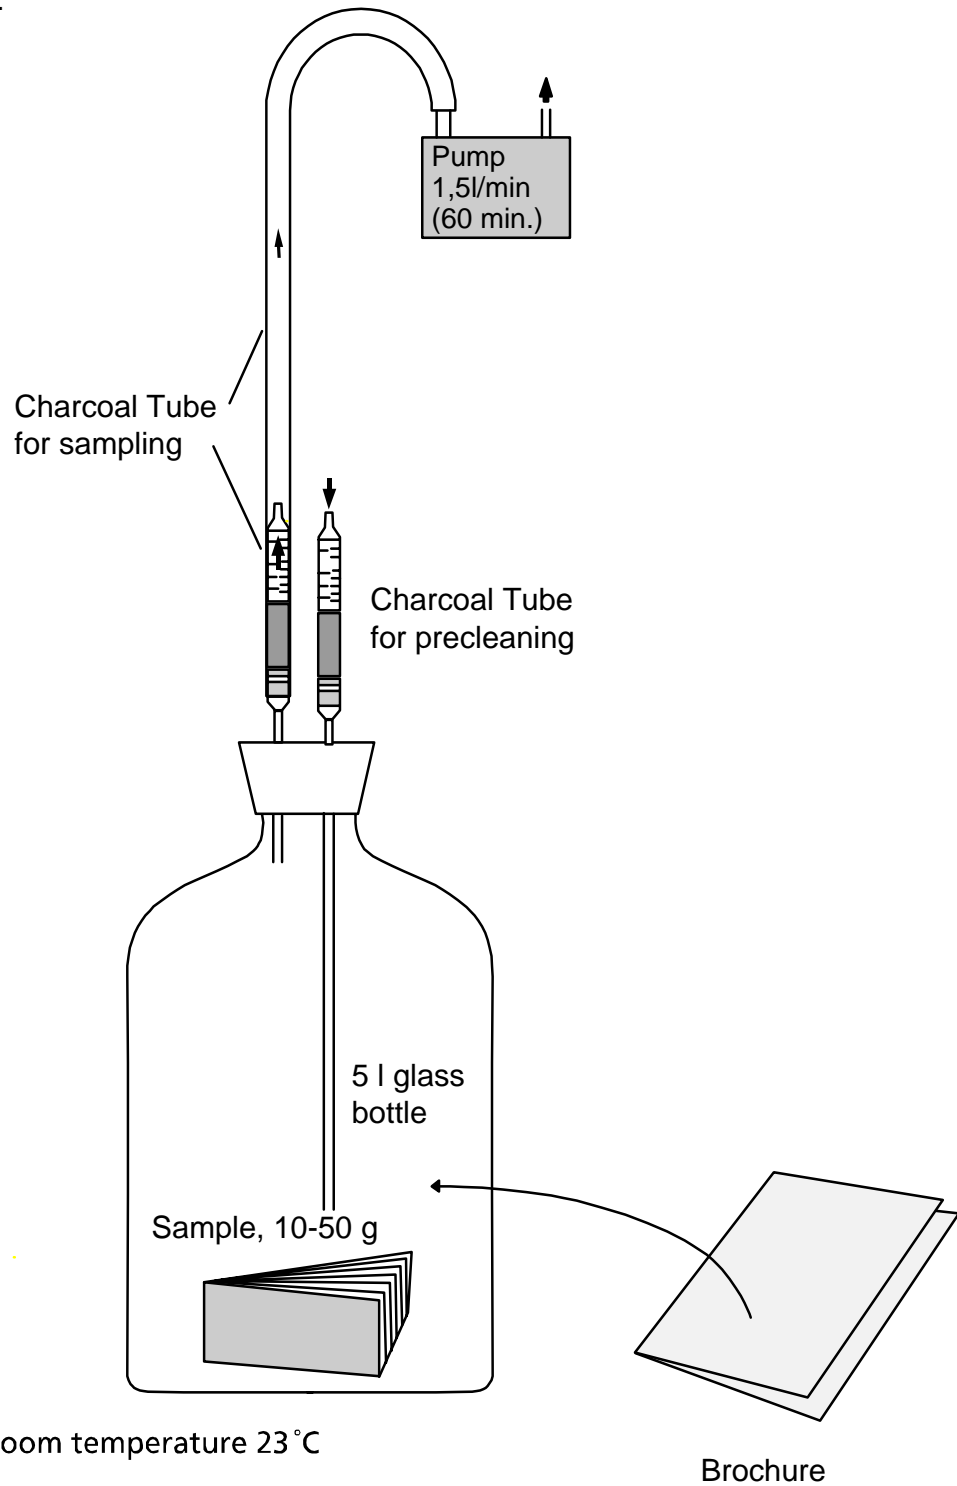 Pump
1,5l/min
(60 min.)
Charcoal Tube
for sampling
Charcoal Tube
for precleaning
5 l glass
bottle
Sample, 10-50 g
oom temperature 23°C
Brochure